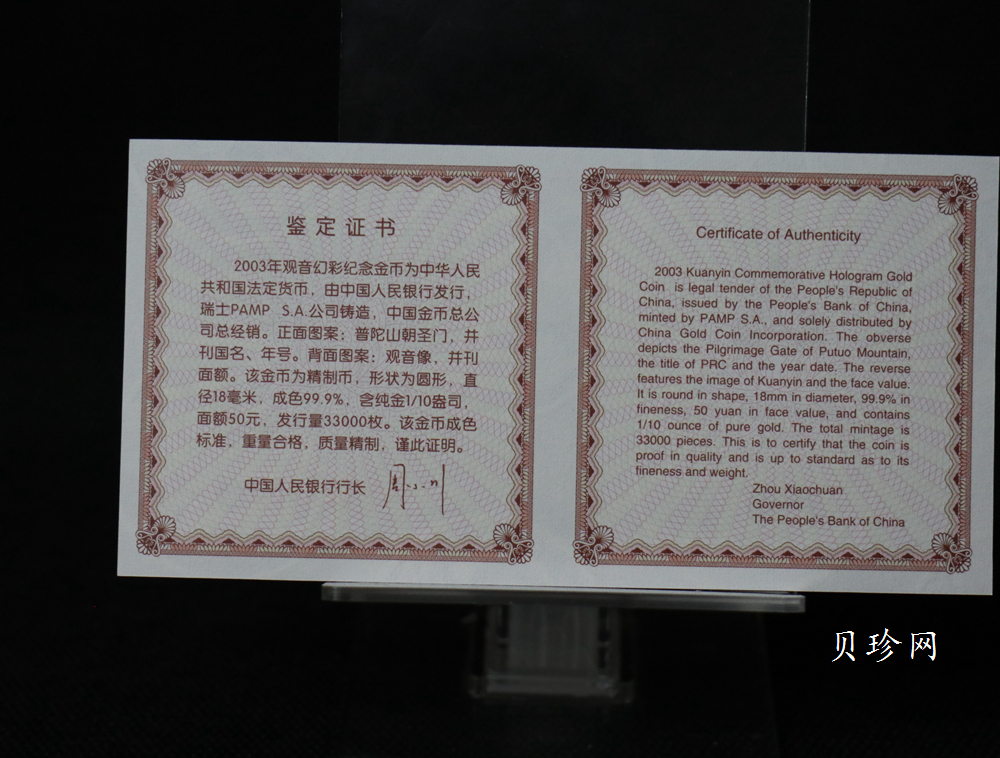 鉴定证书
2003年观音幻彩纪念金币为中华人民
共和国法定货币，由中国人民银行发行，
瑞士PAMP S.A.公司铸造，中国金币总公
司总经销。正面图案：普陀山朝圣门，并
刊国名、年号。背面图案：观音像，并刊
面额。该金币为精制币，形状为圆形，直
径18毫米，成色99.9%，含纯金1/10盎司，
面额50元，发行量33000枚。该金币成色
标准，重量合格，质量精制，谨此证明。
中国人民银行行长 周小川
Certificate of Authenticity
2003 Kuanyin Commemorative Hologram Gold
Coin is legal tender of the People's Republic of
China, issued by the People's Bank of China,
minted by PAMP S.A., and solely distributed by
China Gold Coin Incorporation. The obverse
depicts the Pilgrimage Gate of Putuo Mountain,
the title of PRC and the year date. The reverse
features the image of Kuanyin and the face value.
It is round in shape, 18mm in diameter, 99.9% in
fineness, 50 yuan in face value, and contains
1/10 ounce of pure gold. The total mintage is
33000 pieces. This is to certify that the coin is
proof in quality and is up to standard as to its
fineness and weight.
Zhou Xiaochuan
Governor
The People's Bank of China
贝珍网